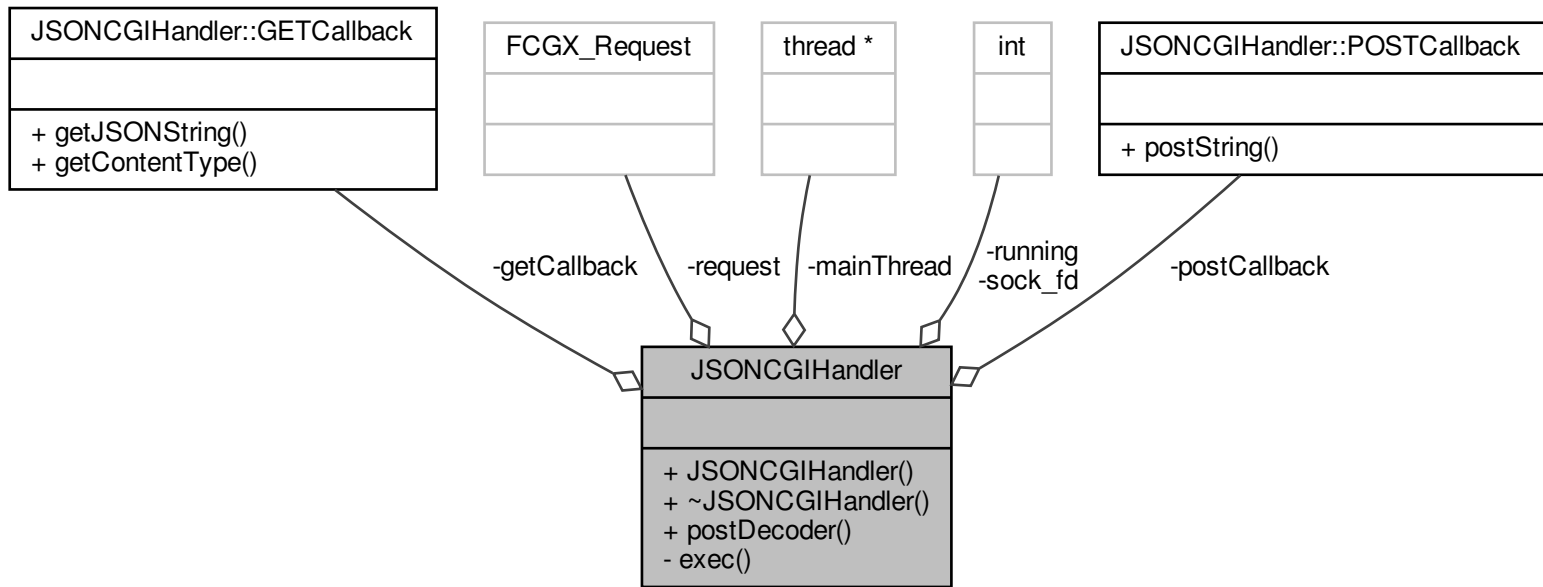 JSONCGIHandler::GETCallback
+ getJSONString()
+ getContentType()
FCGX_Request
thread *
int
JSONCGIHandler::POSTCallback
+ postString()
-getCallback
-request
-mainThread
-running
-sock_fd
-postCallback
JSONCGIHandler
+ JSONCGIHandler()
+ ~JSONCGIHandler()
+ postDecoder()
- exec()